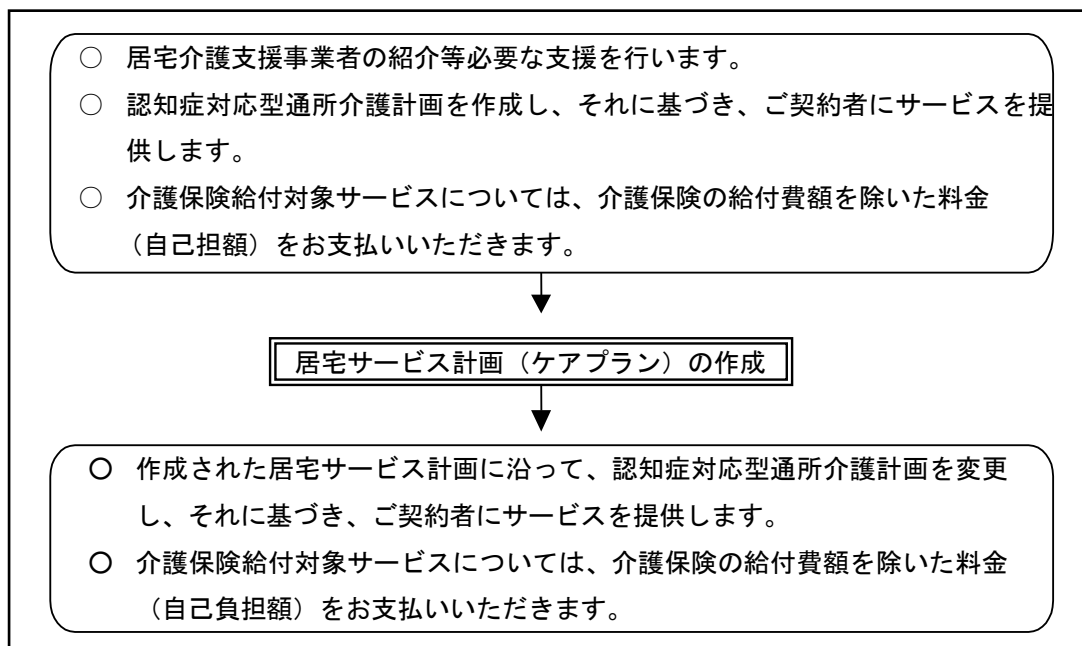 ○ 居宅介護支援事業者の紹介等必要な支援を行います。
○ 認知症対応型通所介護計画を作成し、それに基づき、ご契約者にサービスを提
供します。
○ 介護保険給付対象サービスについては、介護保険の給付費額を除いた料金
（自己担額）をお支払いいただきます。
居宅サービス計画（ケアプラン）の作成
○ 作成された居宅サービス計画に沿って、認知症対応型通所介護計画を変更
し、それに基づき、ご契約者にサービスを提供します。
○ 介護保険給付対象サービスについては、介護保険の給付費額を除いた料金
（自己負担額）をお支払いいただきます。